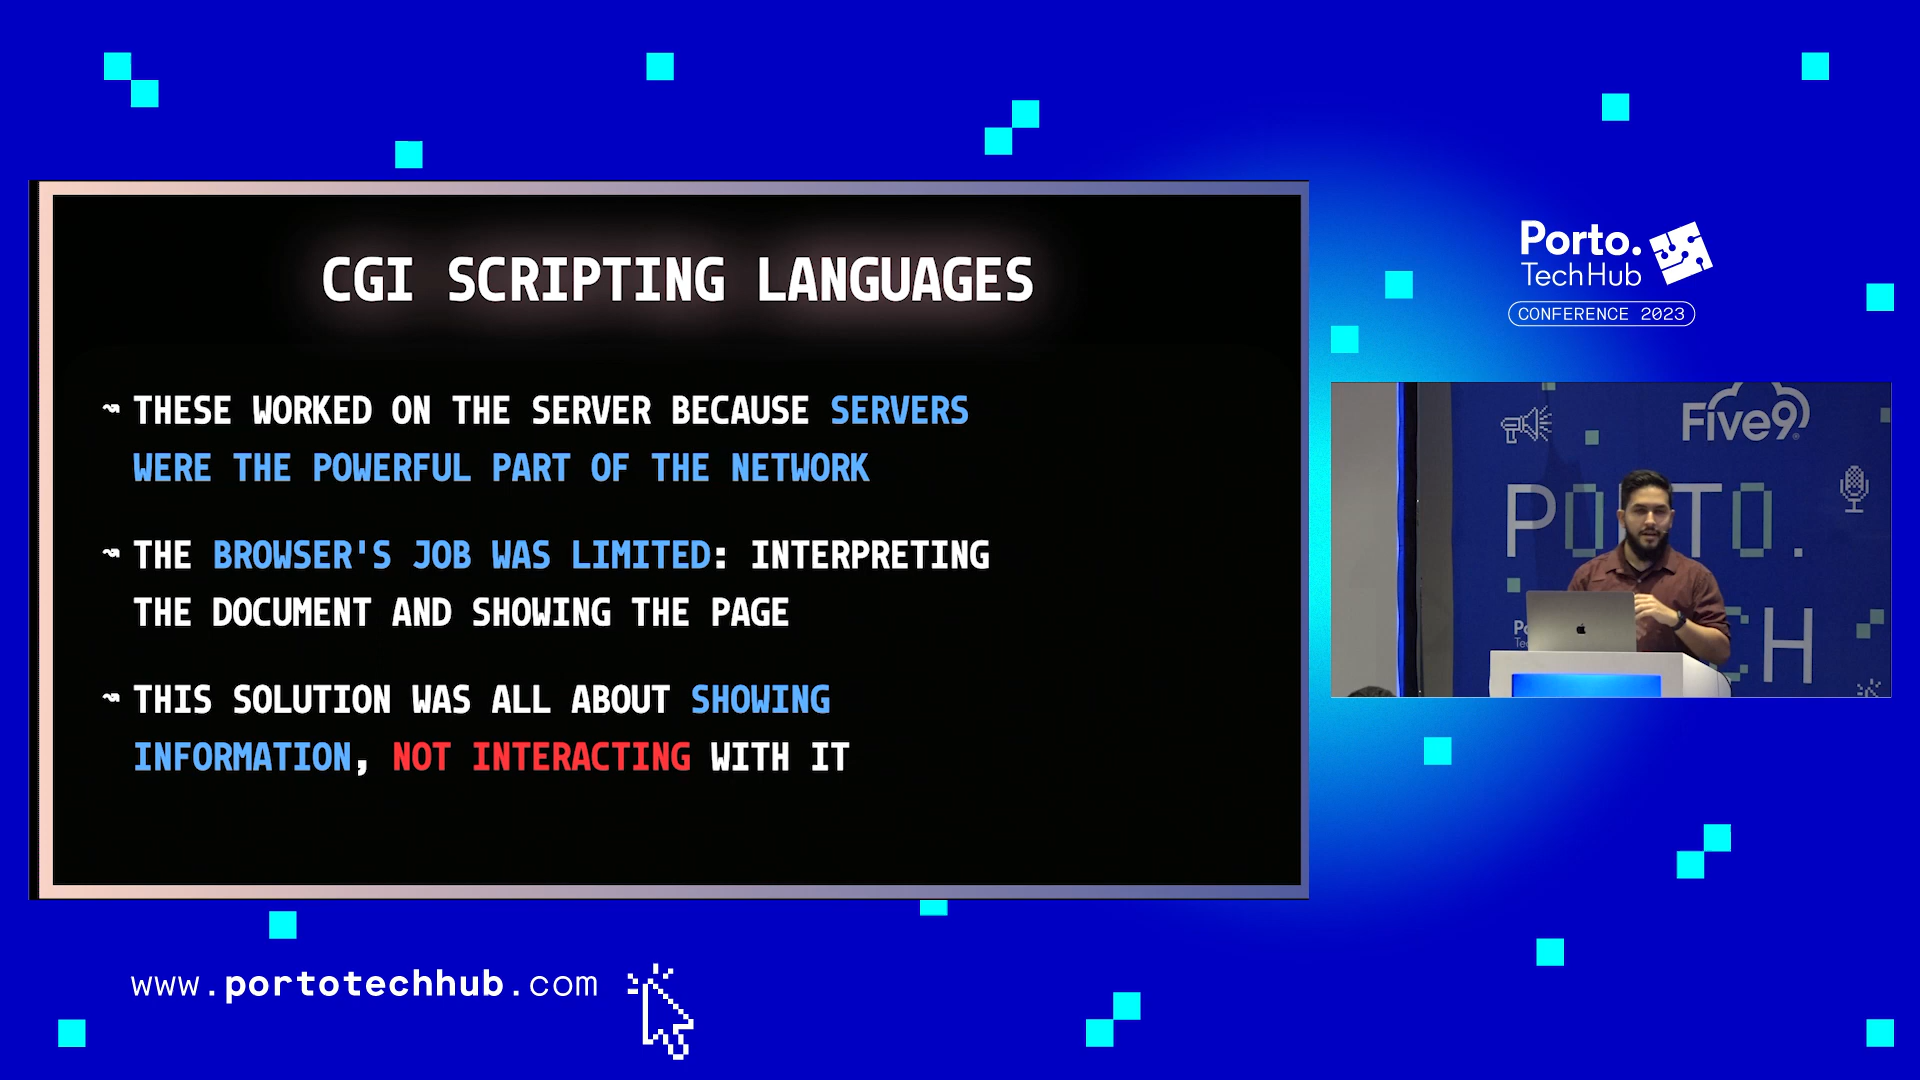 CGI SCRIPTING LANGUAGES
↝ THESE WORKED ON THE SERVER BECAUSE SERVERS
WERE THE POWERFUL PART OF THE NETWORK
↝ THE BROWSER'S JOB WAS LIMITED: INTERPRETING
THE DOCUMENT AND SHOWING THE PAGE
↝ THIS SOLUTION WAS ALL ABOUT SHOWING
INFORMATION, NOT INTERACTING WITH IT
Porto.
TechHub
CONFERENCE 2023
Five9
www.portotechhub.com